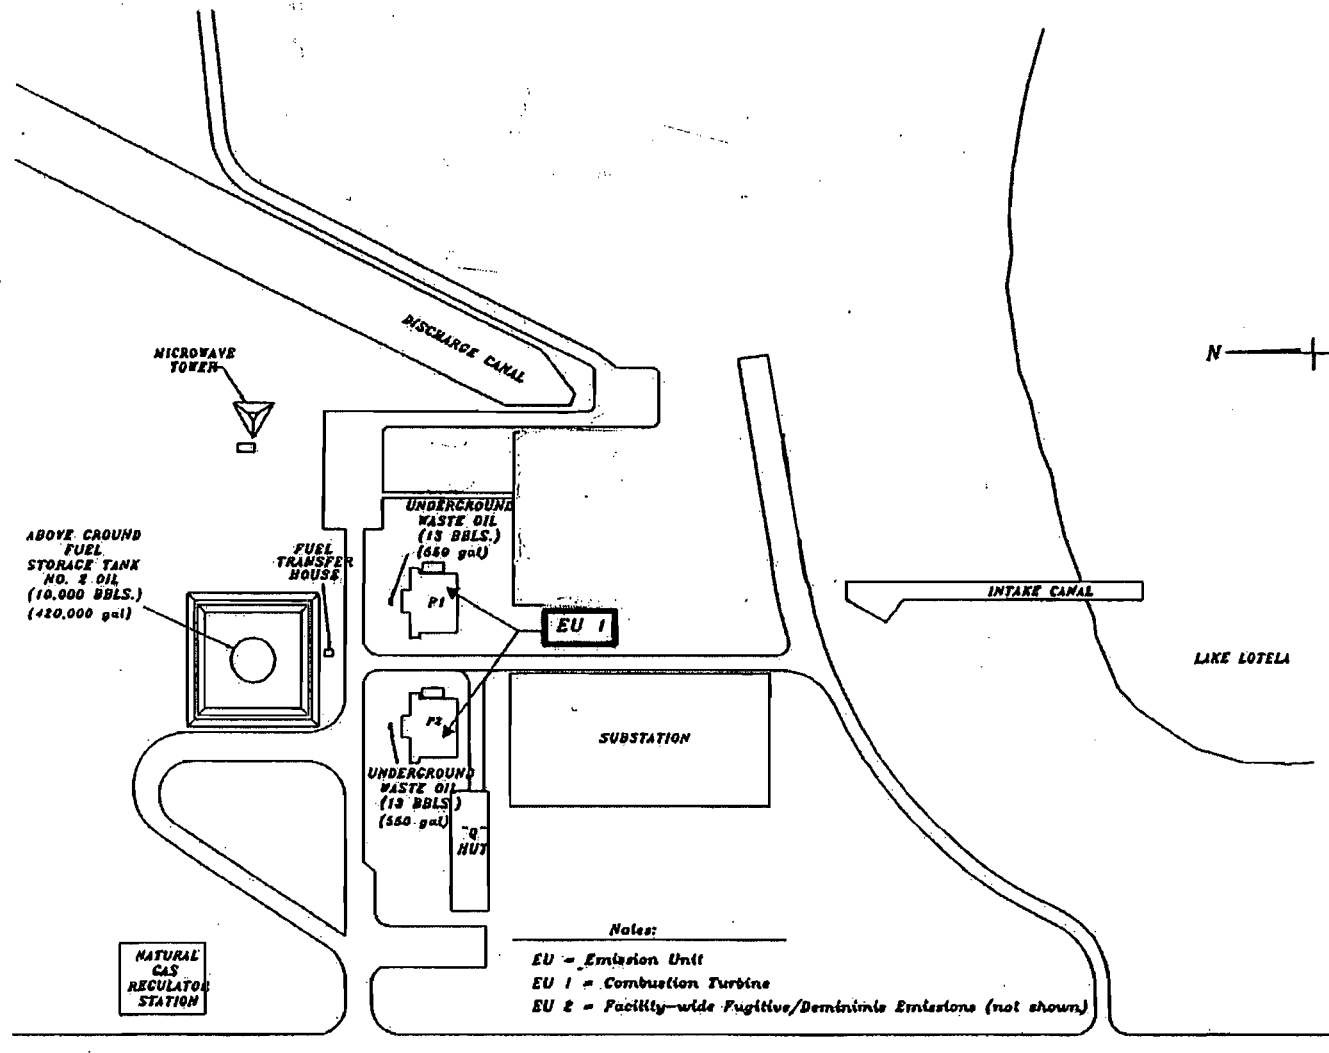 DISCHARGE CANAL
MICROWAVE
TOWER
N
UNDERGROUND
WASTE OIL
(13 BBLS.)
(550 gal)
ABOVE GROUND
FUEL
STORAGE TANK
NO. 2 OIL
(10,000 BBLS.)
(420,000 gal)
FUEL
TRANSFER
HOUSE
P1
EU 1
INTAKE CANAL
LAKE LOTELA
P2
SUBSTATION
UNDERGROUND
WASTE OIL
(13 BBLS.)
(550 gal)
"Q"
HUT
NATURAL
GAS
REGULATOR
STATION
Notes:
EU = Emission Unit
EU 1 = Combustion Turbine
EU 2 = Facility-wide Fugitive/Deminimis Emissions (not shown)